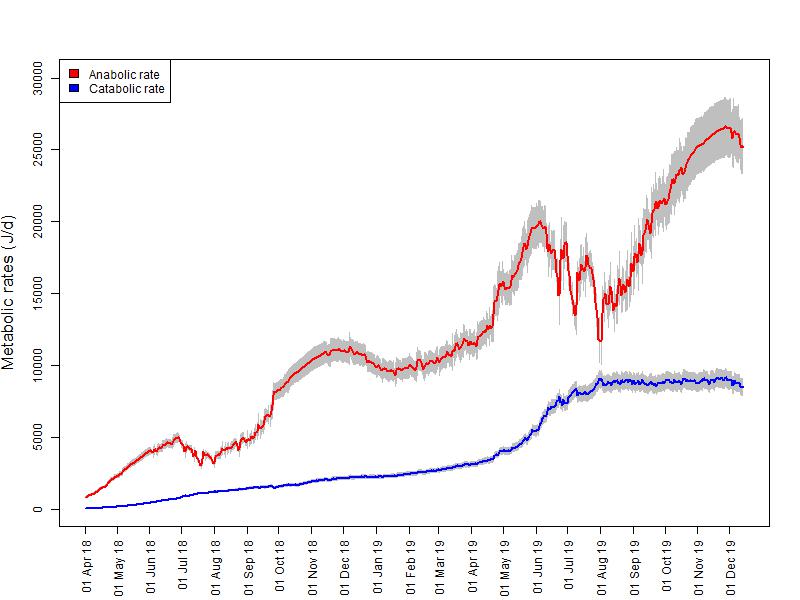 Anabolic rate
Catabolic rate
Metabolic rates (J/d)
30000
25000
20000
15000
10000
5000
0
01 Apr 18
01 May 18
01 Jun 18
01 Jul 18
01 Aug 18
01 Sep 18
01 Oct 18
01 Nov 18
01 Dec 18
01 Jan 19
01 Feb 19
01 Mar 19
01 Apr 19
01 May 19
01 Jun 19
01 Jul 19
01 Aug 19
01 Sep 19
01 Oct 19
01 Nov 19
01 Dec 19